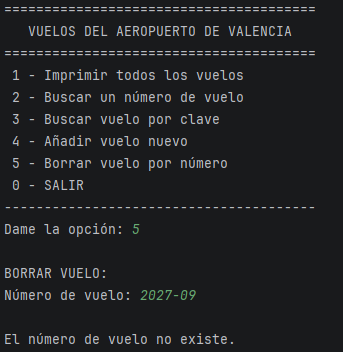 =======================================
VUELOS DEL AEROPUERTO DE VALENCIA
=======================================
1 - Imprimir todos los vuelos
2 - Buscar un número de vuelo
3 - Buscar vuelo por clave
4 - Añadir vuelo nuevo
5 - Borrar vuelo por número
0 - SALIR
---------------------------------------
Dame la opción: 5
BORRAR VUELO:
Número de vuelo: 2027-09
El número de vuelo no existe.